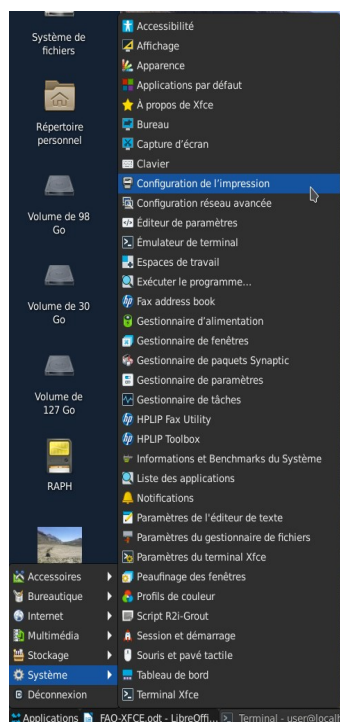 Système de
fichiers
Répertoire
personnel
Volume de 98
Go
Volume de 30
Go
Volume de
127 Go
RAPH
Accessibilité
Affichage
Apparence
Applications par défaut
À propos de Xfce
Bureau
Capture d'écran
Clavier
Configuration de l'impression
Configuration réseau avancée
Éditeur de paramètres
Émulateur de terminal
Espaces de travail
Exécuter le programme...
Fax address book
Gestionnaire d'alimentation
Gestionnaire de fenêtres
Gestionnaire de paquets Synaptic
Gestionnaire de paramètres
Gestionnaire de tâches
HPLIP Fax Utility
HPLIP Toolbox
Informations et Benchmarks du Système
Liste des applications
Notifications
Paramètres de l'éditeur de texte
Paramètres du gestionnaire de fichiers
Paramètres du terminal Xfce
Peaufinage des fenêtres
Profils de couleur
Script R2i-Grout
Session et démarrage
Souris et pavé tactile
Tableau de bord
Terminal Xfce
Accessoires
Bureautique
Internet
Multimédia
Stockage
Système
Déconnexion
Applications FAQ-XFCE.odt - LibreOffi... Terminal - user@localh